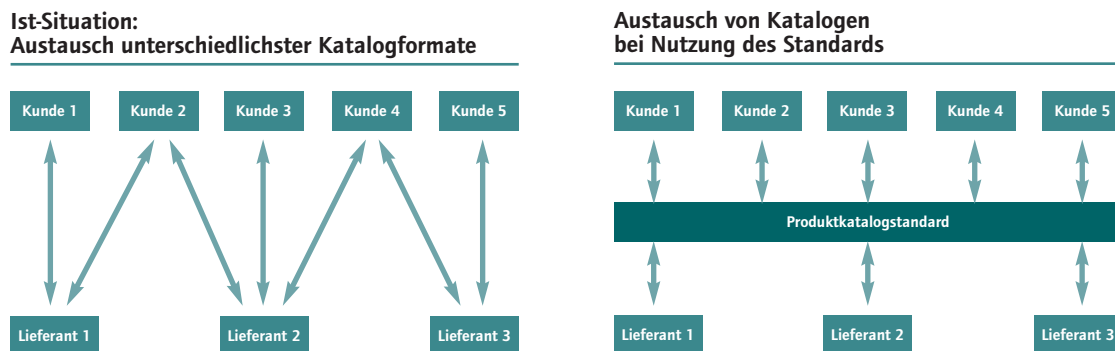 Ist-Situation:
Austausch unterschiedlichster Katalogformate
Kunde 1
Kunde 2
Kunde 3
Kunde 4
Kunde 5
Lieferant 1
Lieferant 2
Lieferant 3
Austausch von Katalogen
bei Nutzung des Standards
Kunde 1
Kunde 2
Kunde 3
Kunde 4
Kunde 5
Produktkatalogstandard
Lieferant 1
Lieferant 2
Lieferant 3